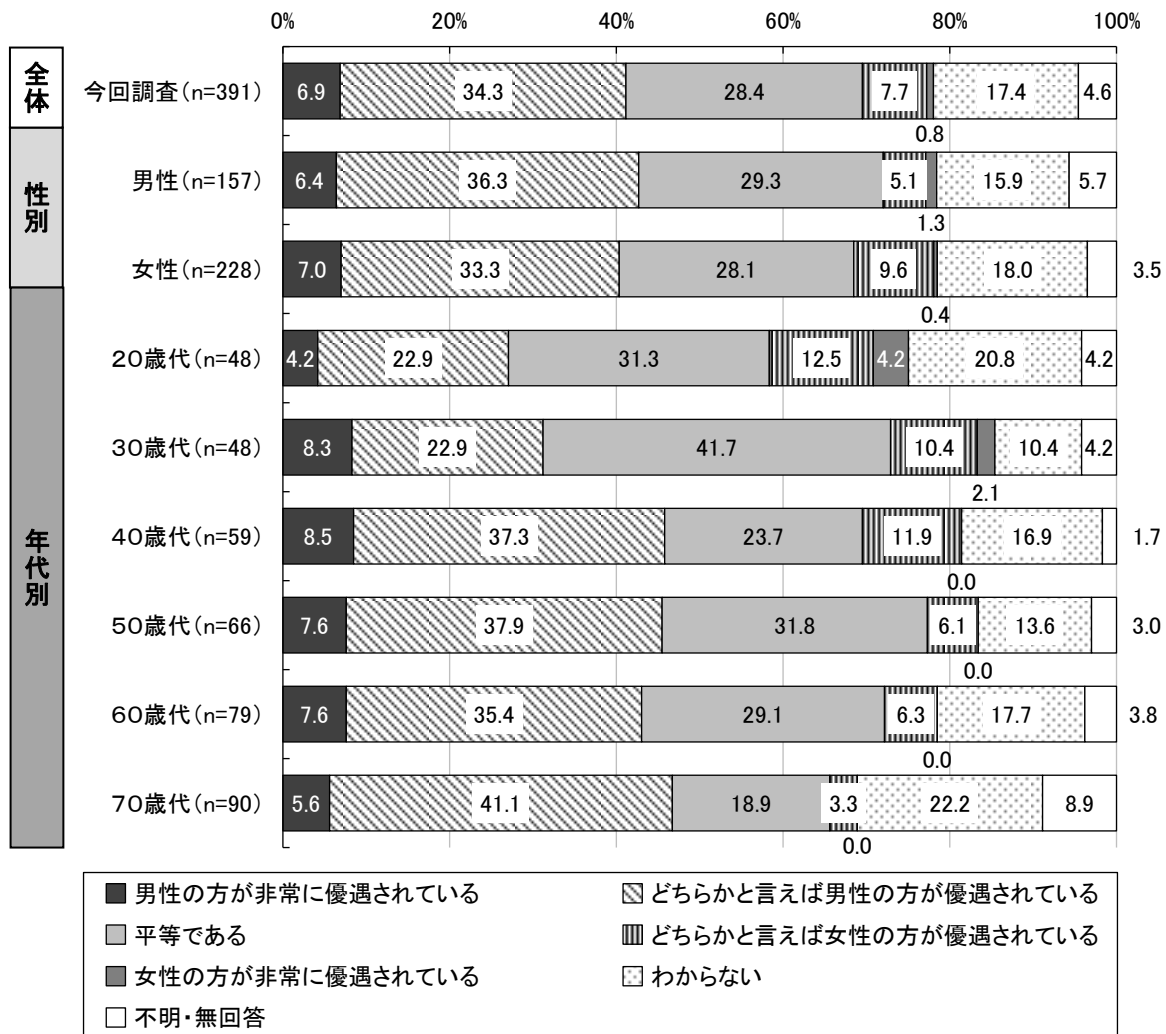 0% 20% 40% 60% 80% 100%
全体
今回調査(n=391) 6.9 34.3 28.4 7.7 17.4 4.6
0.8
性別
男性(n=157) 6.4 36.3 29.3 5.1 15.9 5.7
1.3
女性(n=228) 7.0 33.3 28.1 9.6 18.0 3.5
0.4
年代別
20歳代(n=48) 4.2 22.9 31.3 12.5 4.2 20.8 4.2
30歳代(n=48) 8.3 22.9 41.7 10.4 10.4 4.2
2.1
40歳代(n=59) 8.5 37.3 23.7 11.9 16.9 1.7
0.0
50歳代(n=66) 7.6 37.9 31.8 6.1 13.6 3.0
0.0
60歳代(n=79) 7.6 35.4 29.1 6.3 17.7 3.8
0.0
70歳代(n=90) 5.6 41.1 18.9 3.3 22.2 8.9
0.0
男性の方が非常に優遇されている どちらかと言えば男性の方が優遇されている
平等である どちらかと言えば女性の方が優遇されている
女性の方が非常に優遇されている わからない
不明・無回答